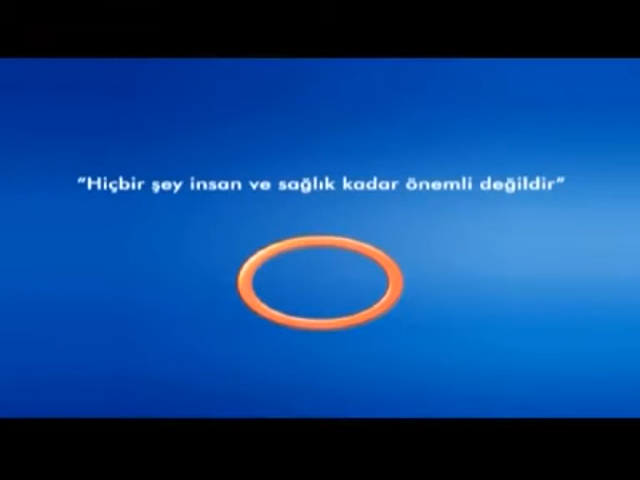 “Hiçbir şey insan ve sağlık kadar önemli değildir”